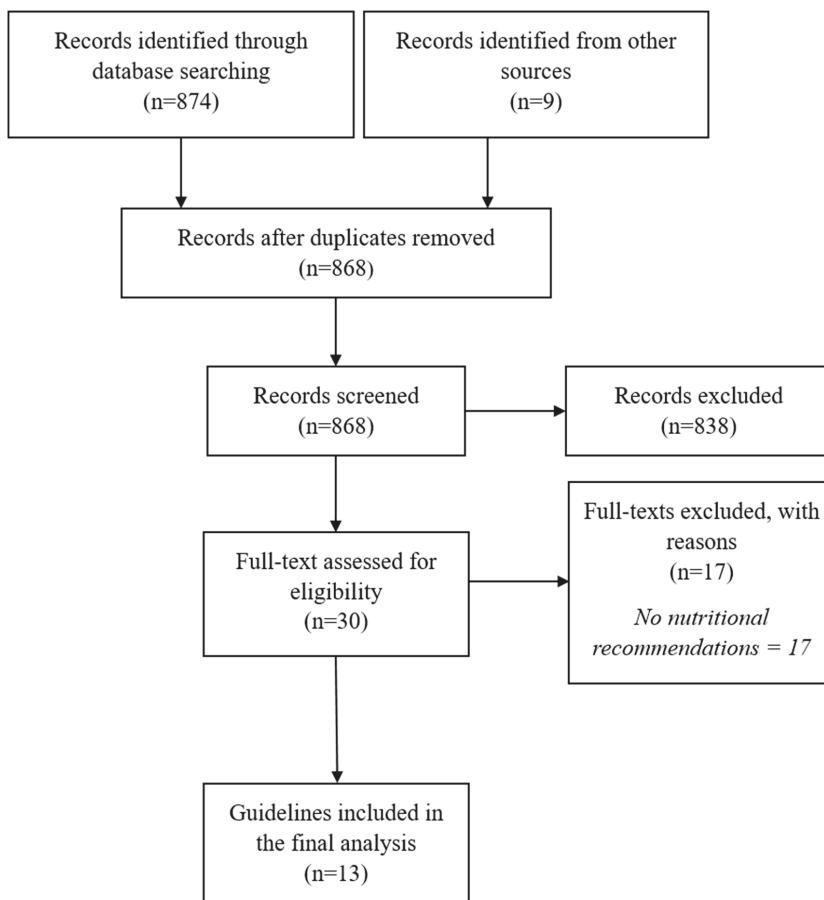 Records identified through
database searching
(n=874)
Records identified from other
sources
(n=9)
Records after duplicates removed
(n=868)
Records screened
(n=868)
Records excluded
(n=838)
Full-text assessed for
eligibility
(n=30)
Full-texts excluded, with
reasons
(n=17)
No nutritional
recommendations = 17
Guidelines included in
the final analysis
(n=13)